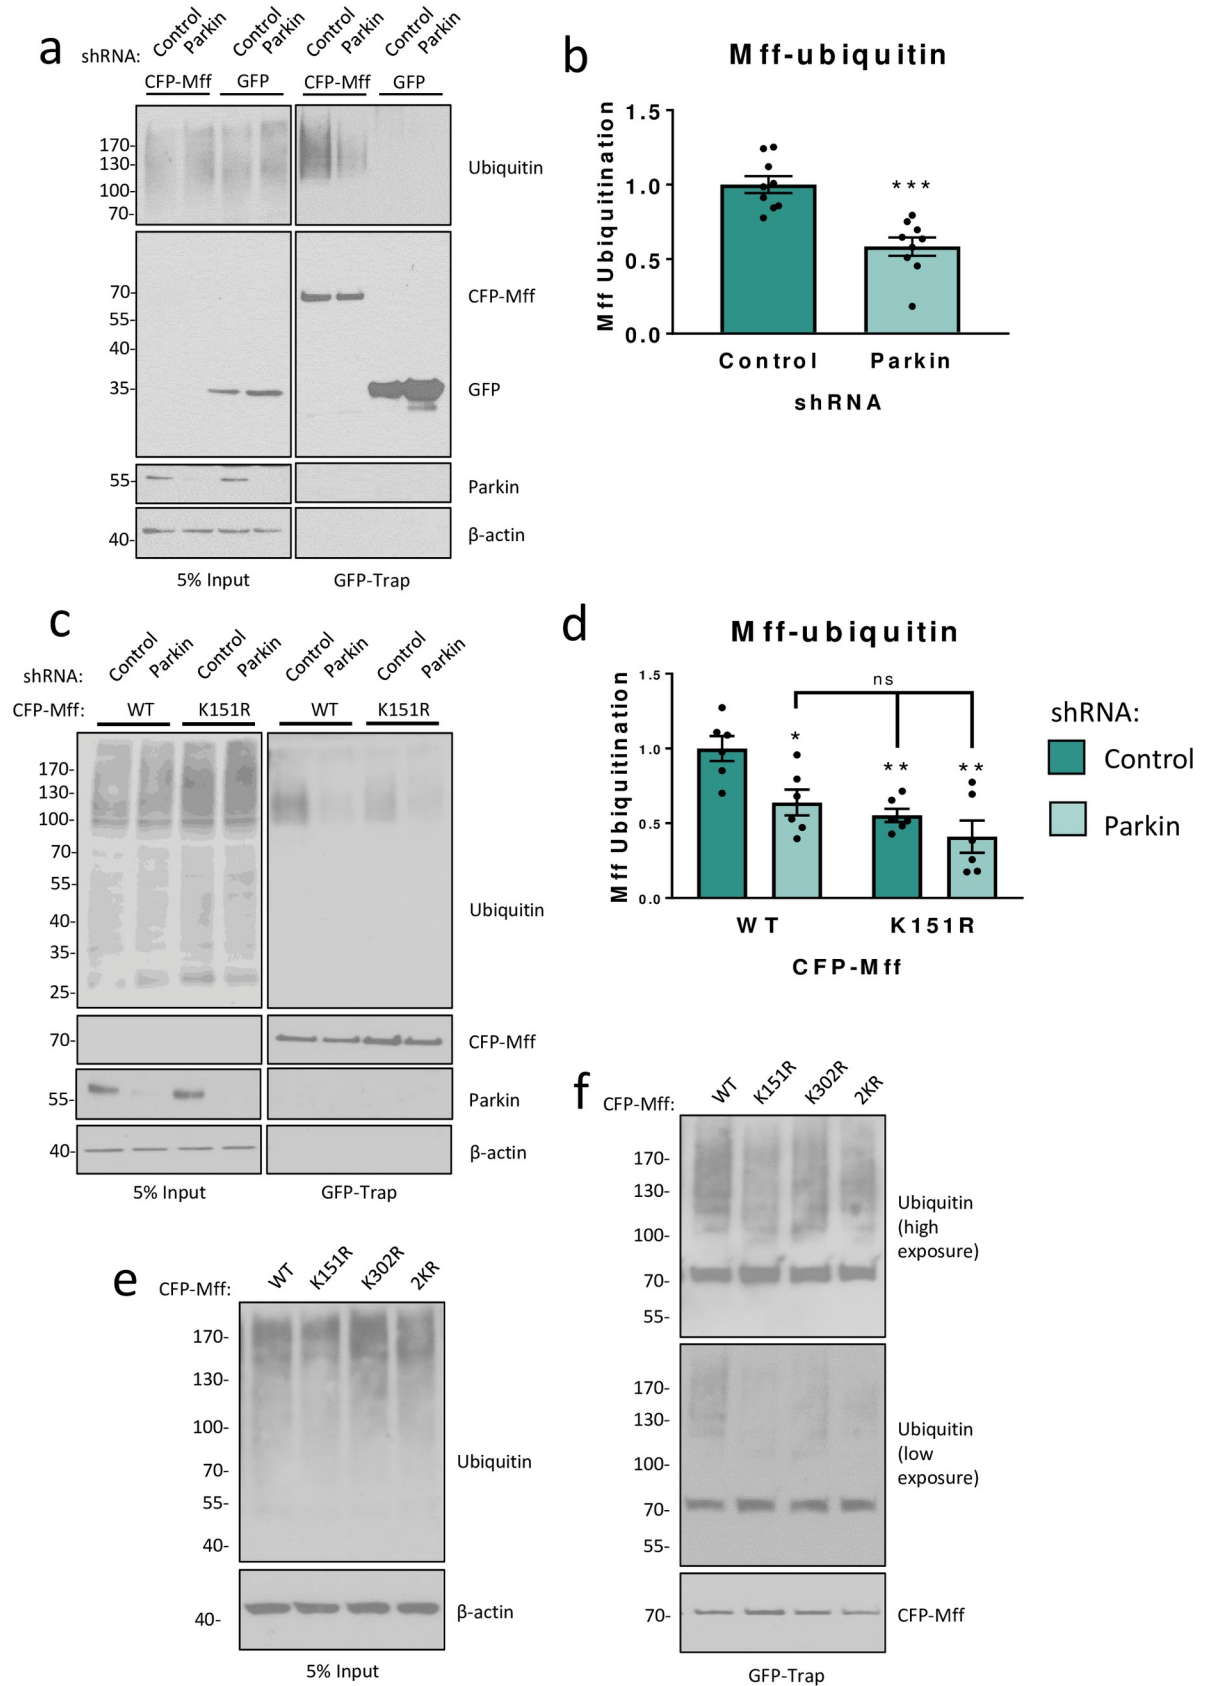 a
shRNA:
Control Parkin Control Parkin Control Parkin Control Parkin
CFP-Mff GFP CFP-Mff GFP
170-
130-
100-
70-
Ubiquitin
70-
55-
40-
35-
CFP-Mff
GFP
55-
Parkin
40-
β-actin
5% Input GFP-Trap
b
Mff-ubiquitin
Mff Ubiquitination
1.5
1.0
0.5
0.0
***
Control Parkin
shRNA
c
shRNA:
Control Parkin Control Parkin Control Parkin Control Parkin
CFP-Mff: WT K151R WT K151R
170-
130-
100-
70-
55-
40-
35-
25-
Ubiquitin
70-
CFP-Mff
55-
Parkin
40-
β-actin
5% Input GFP-Trap
d
Mff-ubiquitin
Mff Ubiquitination
1.5
1.0
0.5
0.0
ns
* ** **
WT K151R
CFP-Mff
shRNA:
Control
Parkin
e
CFP-Mff: WT K151R K302R 2KR
170-
130-
100-
70-
55-
40-
Ubiquitin
40-
β-actin
5% Input
f
CFP-Mff: WT K151R K302R 2KR
170-
130-
100-
70-
55-
Ubiquitin
(high
exposure)
170-
130-
100-
70-
55-
Ubiquitin
(low
exposure)
70-
CFP-Mff
GFP-Trap